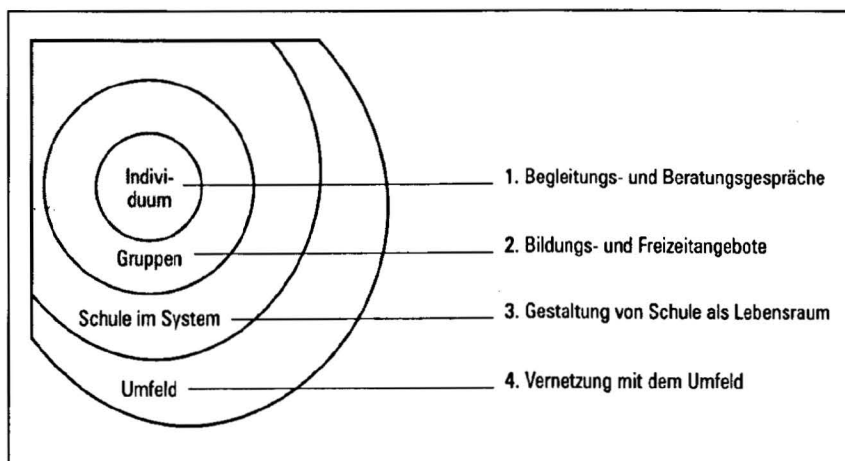 Indivi-
duum
1. Begleitungs- und Beratungsgespräche
Gruppen
2. Bildungs- und Freizeitangebote
Schule im System
3. Gestaltung von Schule als Lebensraum
Umfeld
4. Vernetzung mit dem Umfeld